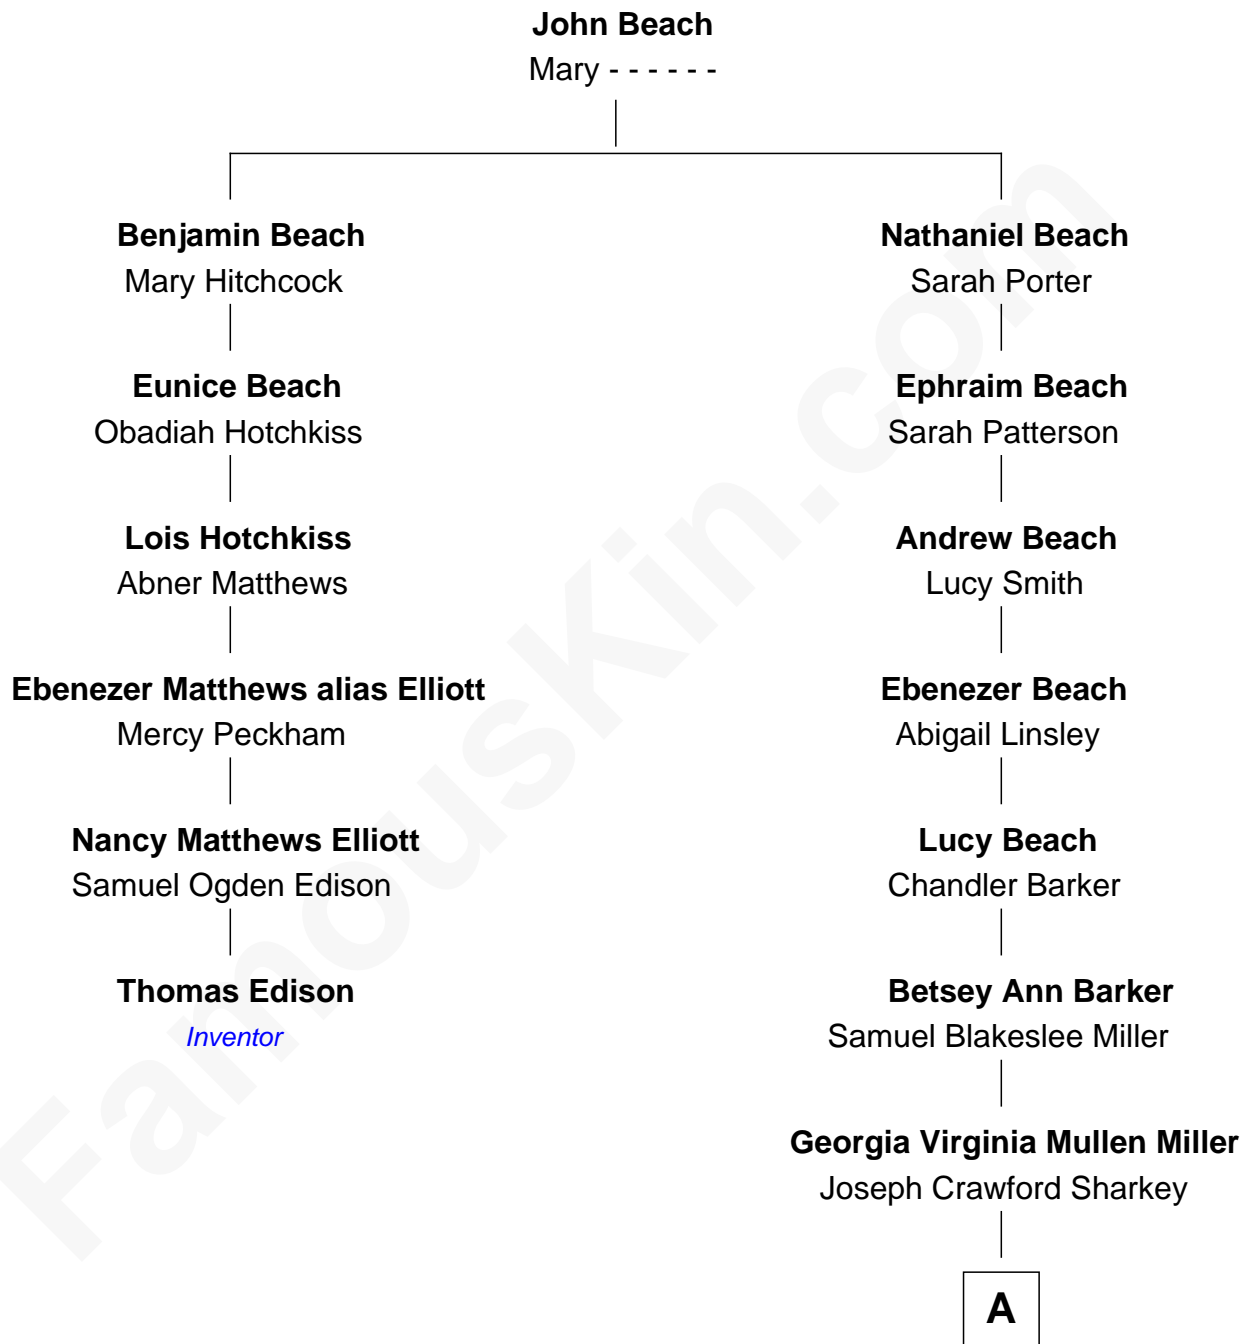 John Beach
Mary - - - - - -
Benjamin Beach
Mary Hitchcock
Nathaniel Beach
Sarah Porter
Eunice Beach
Obadiah Hotchkiss
Ephraim Beach
Sarah Patterson
Lois Hotchkiss
Abner Matthews
Andrew Beach
Lucy Smith
Ebenezer Matthews alias Elliott
Mercy Peckham
Ebenezer Beach
Abigail Linsley
Nancy Matthews Elliott
Samuel Ogden Edison
Lucy Beach
Chandler Barker
Thomas Edison
Inventor
Betsey Ann Barker
Samuel Blakeslee Miller
Georgia Virginia Mullen Miller
Joseph Crawford Sharkey
A
FamousKin.com